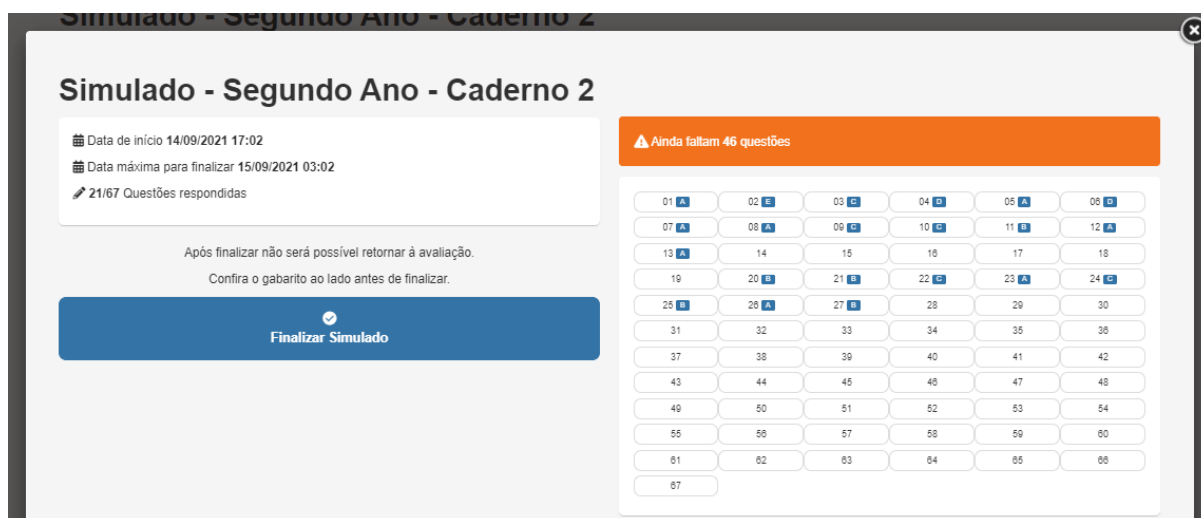 Simulado - Segundo Ano - Caderno 2
Simulado - Segundo Ano - Caderno 2
Data de início 14/09/2021 17:02
Data máxima para finalizar 15/09/2021 03:02
21/67 Questões respondidas
Após finalizar não será possível retornar á avaliação.
Confira o gabarito ao lado antes de finalizar.
Finalizar Simulado
Ainda faltam 46 questões
01 A 02 E 03 C 04 D 05 A 06 D
07 A 08 A 09 C 10 C 11 B 12 A
13 A 14 15 16 17 18
19 20 B 21 B 22 C 23 A 24 C
25 B 26 A 27 B 28 29 30
31 32 33 34 35 36
37 38 39 40 41 42
43 44 45 46 47 48
49 50 51 52 53 54
55 56 57 58 59 60
61 62 63 64 65 66
67